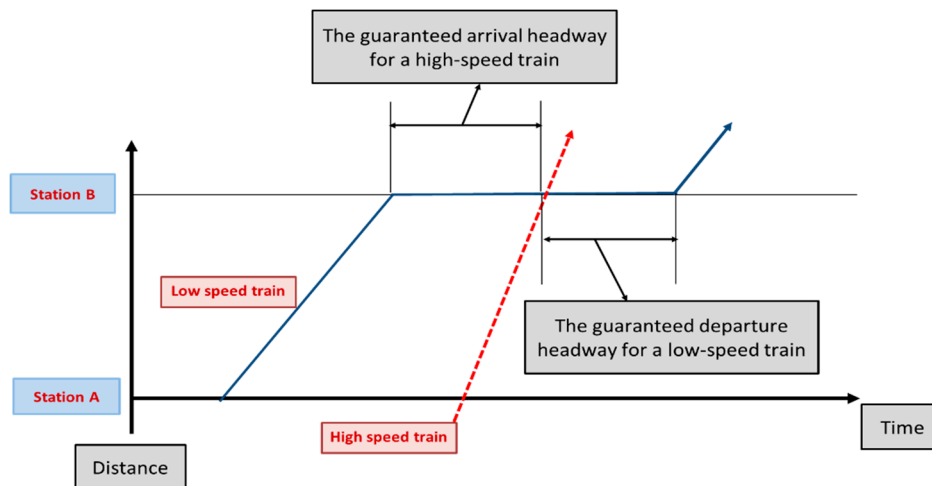 The guaranteed arrival headway
for a high-speed train
Station B
Low speed train
The guaranteed departure
headway for a low-speed train
Station A
High speed train
Time
Distance